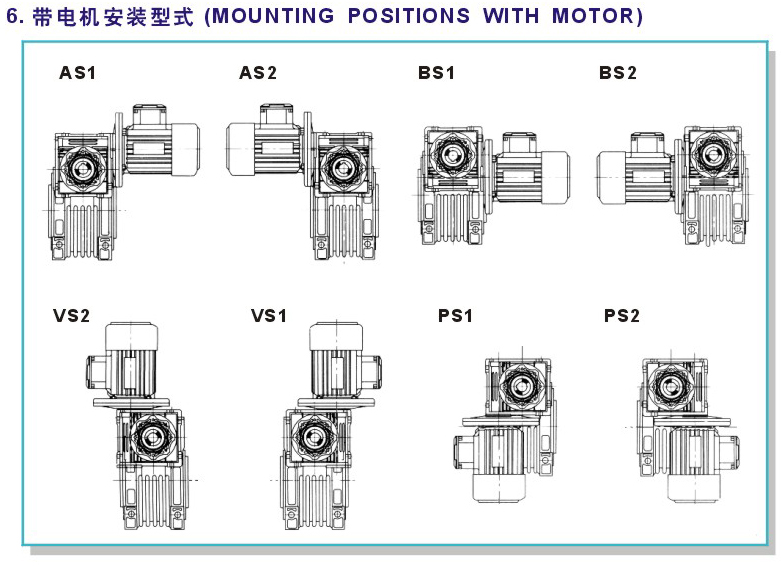 6. 带电机安装型式 (MOUNTING POSITIONS WITH MOTOR)
AS1 AS2 BS1 BS2
VS2 VS1 PS1 PS2